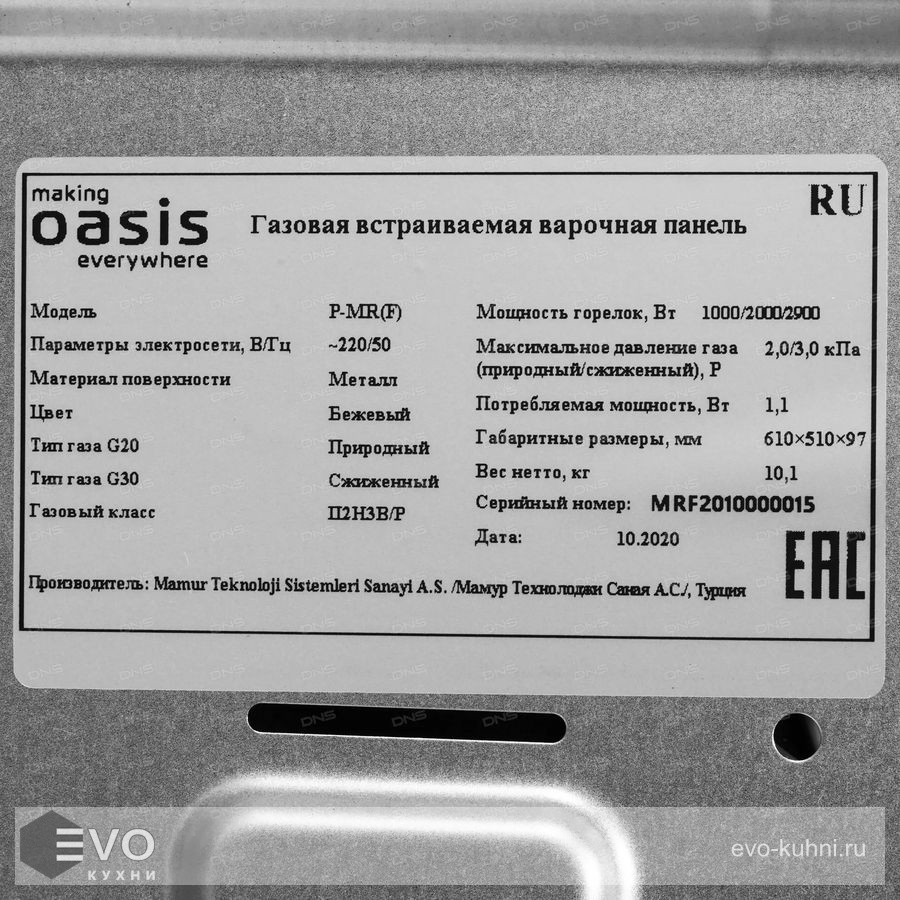 making
oasis
everywhere
Газовая встраиваемая варочная панель
RU
Модель P-MR(F)
Параметры электросети, В/Гц ~220/50
Материал поверхности Металл
Цвет Бежевый
Тип газа G20 Природный
Тип газа G30 Сжиженный
Газовый класс II2H3B/P
Мощность горелок, Вт 1000/2000/2900
Максимальное давление газа 2,0/3,0 кПа
(природный/сжиженный), P
Потребляемая мощность, Вт 1,1
Габаритные размеры, мм 610×510×97
Вес нетто, кг 10,1
Серийный номер: MRF2010000015
Дата: 10.2020
EAC
Производитель: Mamur Teknoloji Sistemleri Sanayi A.S. /Мамур Технолоджи Саная А.С./, Турция
EVO
КУХНИ
evo-kuhni.ru
DNS